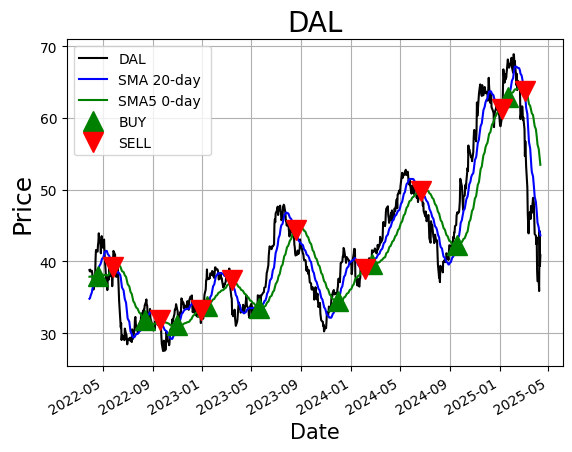 DAL
DAL
SMA 20-day
SMA5 0-day
BUY
SELL
Price
70
60
50
40
30
2022-05
2022-09
2023-01
2023-05
2023-09
2024-01
2024-05
2024-09
2025-01
2025-05
Date